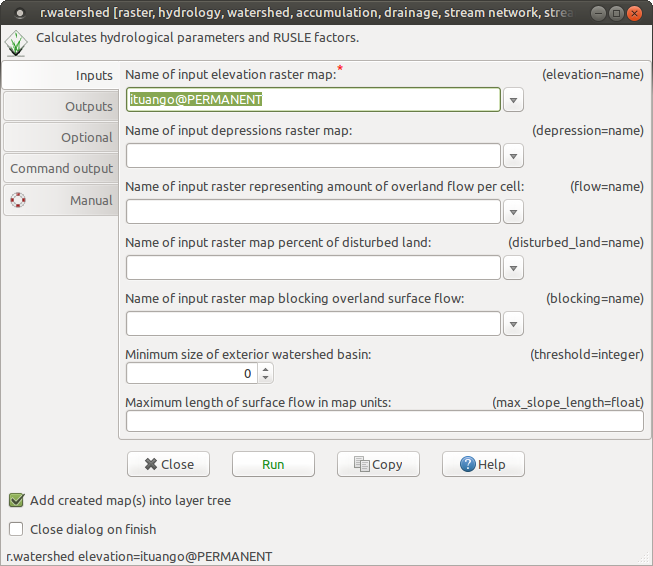 r.watershed [raster, hydrology, watershed, accumulation, drainage, stream network, strea
Calculates hydrological parameters and RUSLE factors.
Inputs
Outputs
Optional
Command output
Manual
Name of input elevation raster map:* (elevation=name)
ituango@PERMANENT
Name of input depressions raster map: (depression=name)
Name of input raster representing amount of overland flow per cell: (flow=name)
Name of input raster map percent of disturbed land: (disturbed_land=name)
Name of input raster map blocking overland surface flow: (blocking=name)
Minimum size of exterior watershed basin: (threshold=integer)
0
Maximum length of surface flow in map units: (max_slope_length=float)
Close Run Copy Help
Add created map(s) into layer tree
Close dialog on finish
r.watershed elevation=ituango@PERMANENT